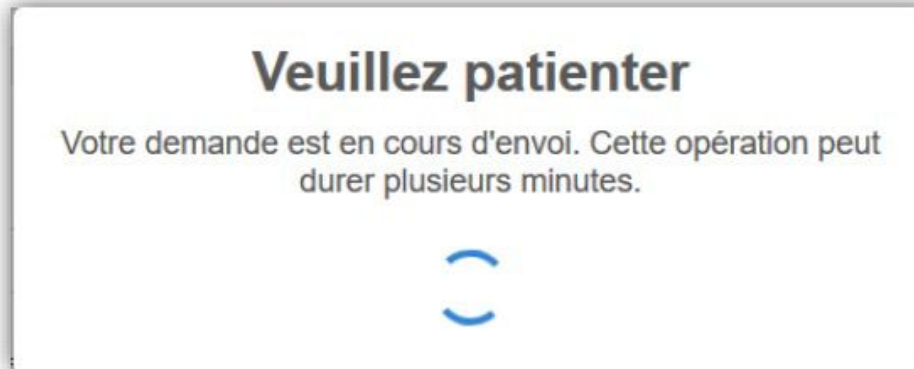 Veuillez patienter
Votre demande est en cours d'envoi. Cette opération peut
durer plusieurs minutes.